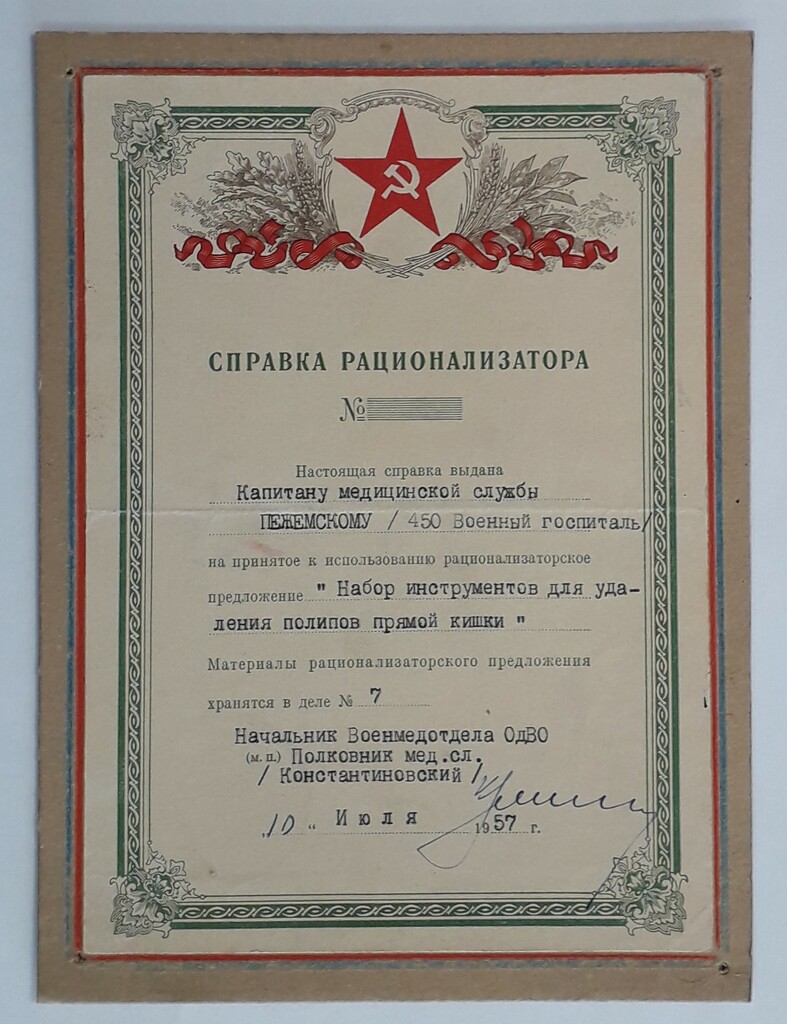 СПРАВКА РАЦИОНАЛИЗАТОРА
№
Настоящая справка выдана
Капитану медицинской службы
ПЕЖЕМСКОМУ / 450 Военный госпиталь/
на принятое к использованию рационализаторское
предложение " Набор инструментов для уда-
ления полипов прямой кишки "
Материалы рационализаторского предложения
хранятся в деле № 7
Начальник Военмедотдела ОдВО
(м. п.) Полковник мед.сл.
/ Константиновский /
„10“ Июля 1957 г.